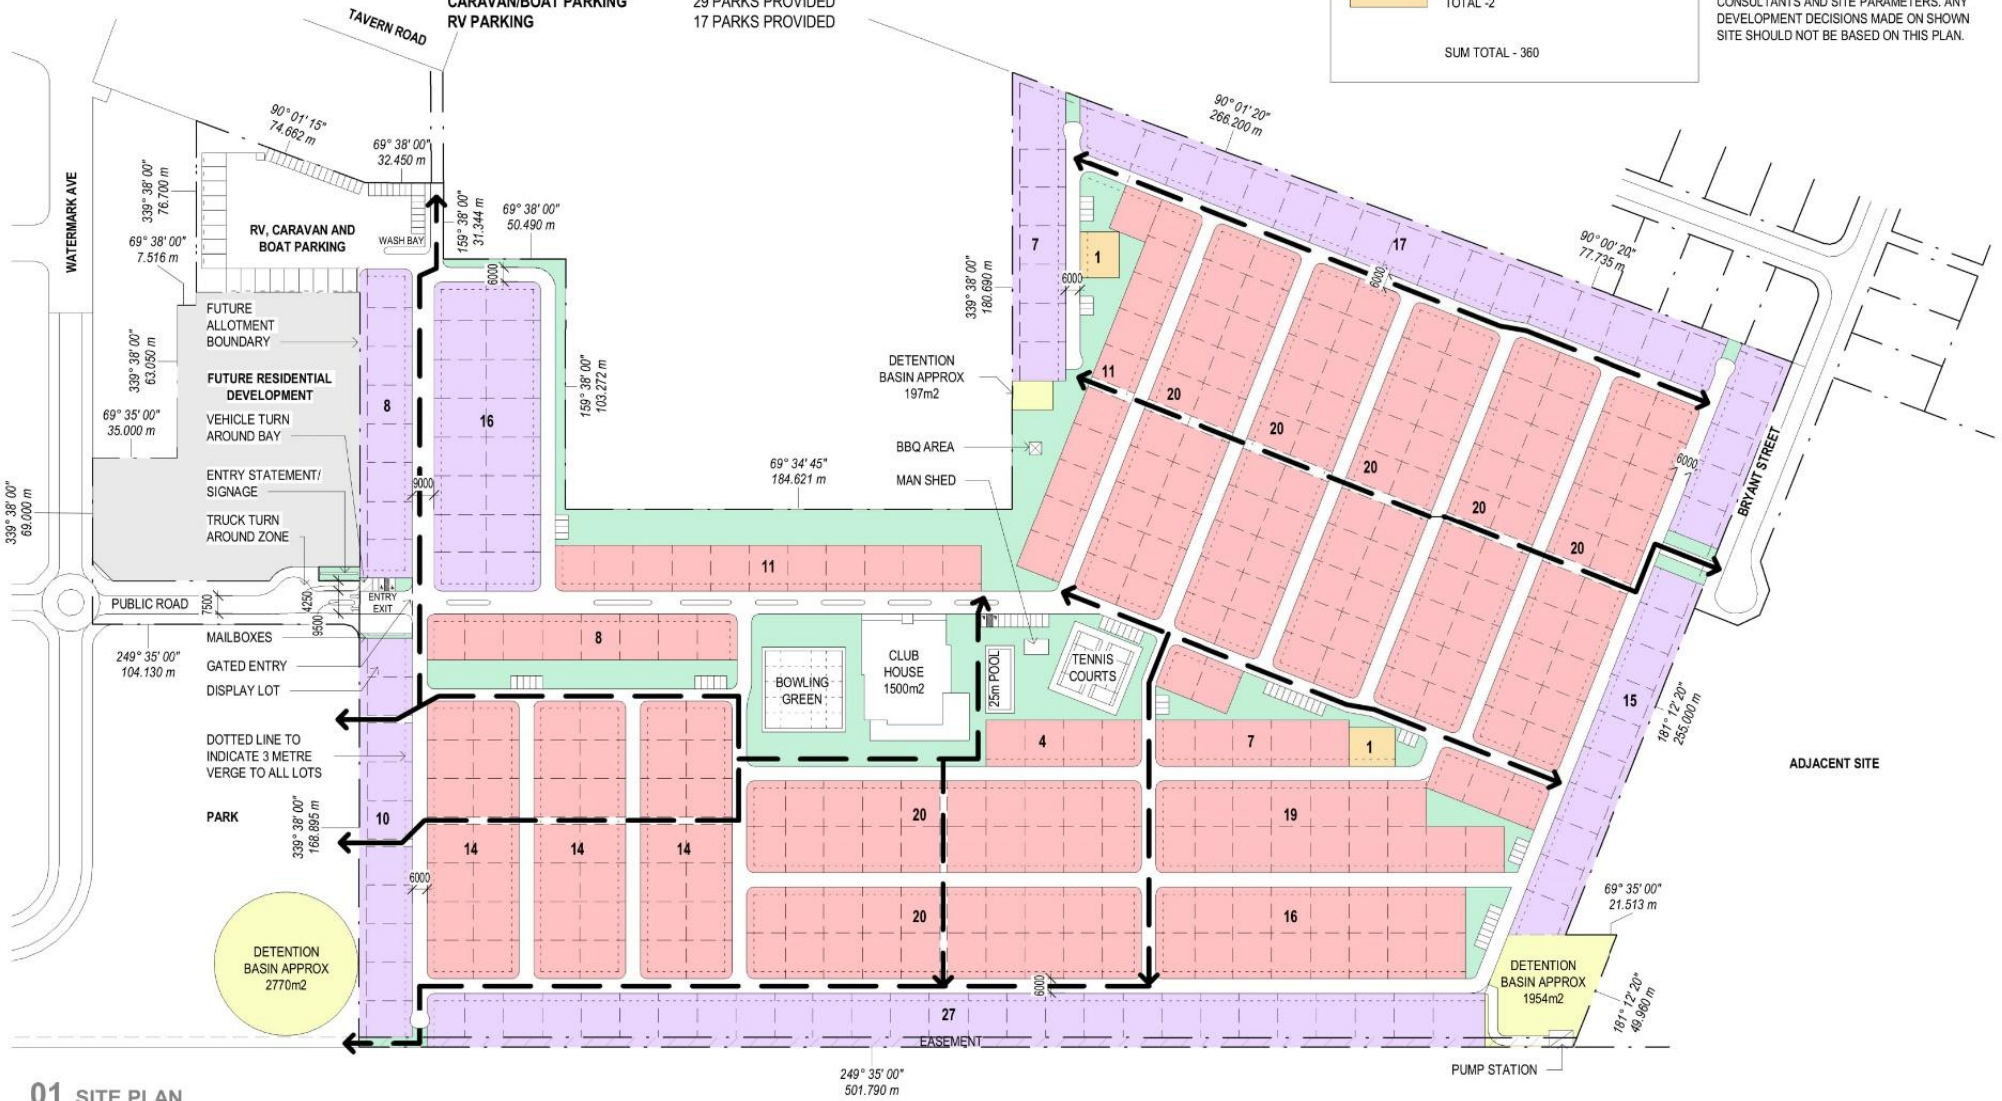 CARAVAN/BOAT PARKING 29 PARKS PROVIDED
RV PARKING 17 PARKS PROVIDED
TOTAL -2
SUM TOTAL - 360
CONSULTANTS AND SITE PARAMETERS. ANY
DEVELOPMENT DECISIONS MADE ON SHOWN
SITE SHOULD NOT BE BASED ON THIS PLAN.
TAVERN ROAD
WATERMARK AVE
90° 01' 15"
74.662 m
69° 38' 00"
32.450 m
339° 38' 00"
76.700 m
RV, CARAVAN AND
BOAT PARKING
WASH BAY
159° 38' 00"
31.344 m
69° 38' 00"
50.490 m
69° 38' 00"
7.516 m
6000
FUTURE
ALLOTMENT
BOUNDARY
339° 38' 00"
63.050 m
FUTURE RESIDENTIAL
DEVELOPMENT
8
16
159° 38' 00"
103.272 m
69° 35' 00"
35.000 m
VEHICLE TURN
AROUND BAY
ENTRY STATEMENT/
SIGNAGE
9000
TRUCK TURN
AROUND ZONE
339° 38' 00"
69.000 m
69° 34' 45"
184.621 m
PUBLIC ROAD
7500
4250
9500
ENTRY
EXIT
MAILBOXES
GATED ENTRY
DISPLAY LOT
249° 35' 00"
104.130 m
DOTTED LINE TO
INDICATE 3 METRE
VERGE TO ALL LOTS
PARK
339° 38' 00"
168.895 m
10
6000
DETENTION
BASIN APPROX
2770m2
11
8
BOWLING
GREEN
CLUB
HOUSE
1500m2
25m POOL
TENNIS
COURTS
14
14
14
20
20
4
7
1
19
16
27
6000
EASEMENT
249° 35' 00"
501.790 m
90° 01' 20"
266.200 m
7
1
17
6000
6000
339° 38' 00"
180.690 m
90° 00' 20"
77.735 m
DETENTION
BASIN APPROX
197m2
BBQ AREA
MAN SHED
11
20
20
20
20
20
6000
BRYANT STREET
15
181° 12' 20"
255.000 m
ADJACENT SITE
69° 35' 00"
21.513 m
DETENTION
BASIN APPROX
1954m2
181° 12' 20"
49.960 m
PUMP STATION
01 SITE PLAN